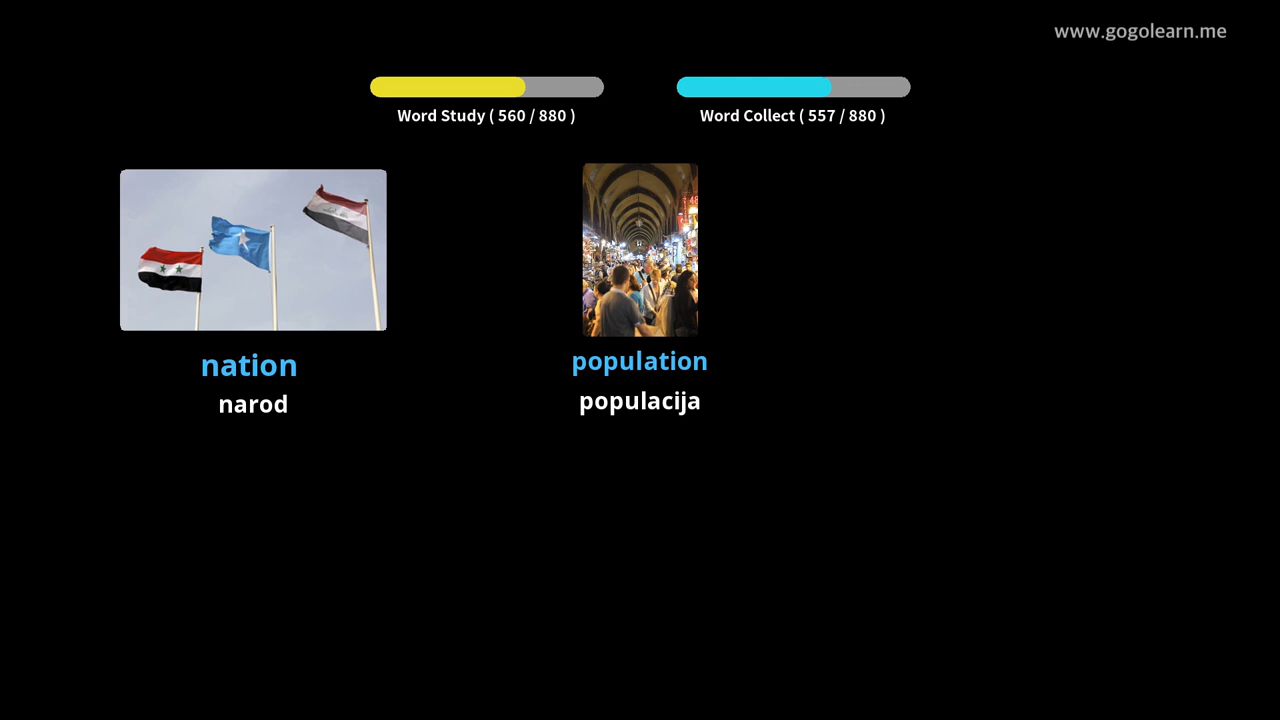 www.gogolearn.me
Word Study ( 560 / 880 )
Word Collect ( 557 / 880 )
nation
narod
population
populacija